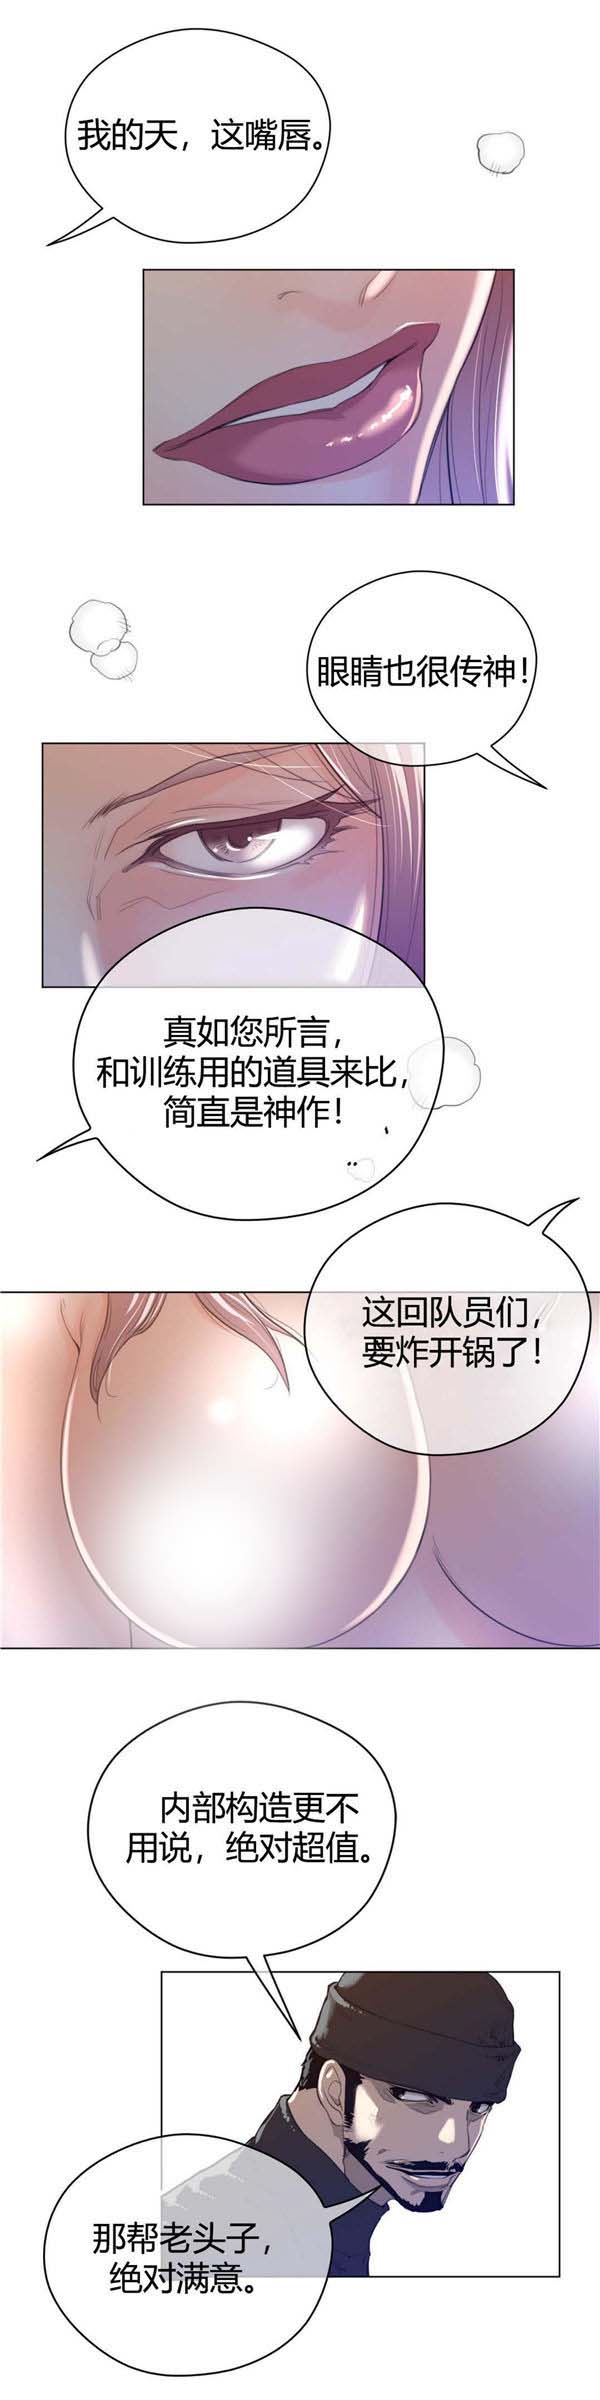 我的天，这嘴唇。
眼睛也很传神！
真如您所言，
和训练用的道具来比，
简直是神作！
这回队员们，
要炸开锅了！
内部构造更不
用说，绝对超值。
那帮老头子，
绝对满意。